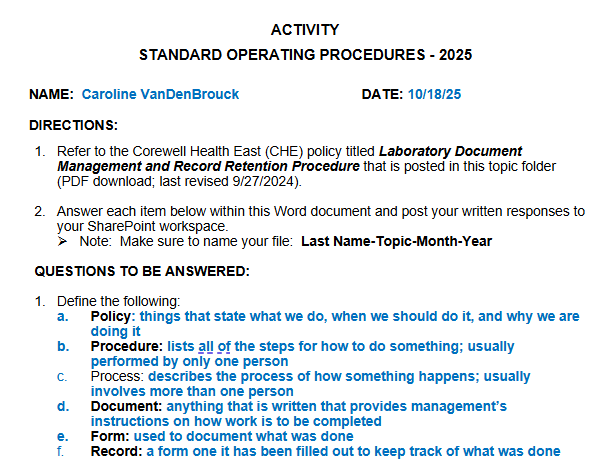 ACTIVITY
STANDARD OPERATING PROCEDURES - 2025
NAME: Caroline VanDenBrouck DATE: 10/18/25
DIRECTIONS:
1. Refer to the Corewell Health East (CHE) policy titled Laboratory Document
Management and Record Retention Procedure that is posted in this topic folder
(PDF download; last revised 9/27/2024).
2. Answer each item below within this Word document and post your written responses to
your SharePoint workspace.
➢ Note: Make sure to name your file: Last Name-Topic-Month-Year
QUESTIONS TO BE ANSWERED:
1. Define the following:
a. Policy: things that state what we do, when we should do it, and why we are
doing it
b. Procedure: lists all of the steps for how to do something; usually
performed by only one person
c. Process: describes the process of how something happens; usually
involves more than one person
d. Document: anything that is written that provides management's
instructions on how work is to be completed
e. Form: used to document what was done
f. Record: a form one it has been filled out to keep track of what was done